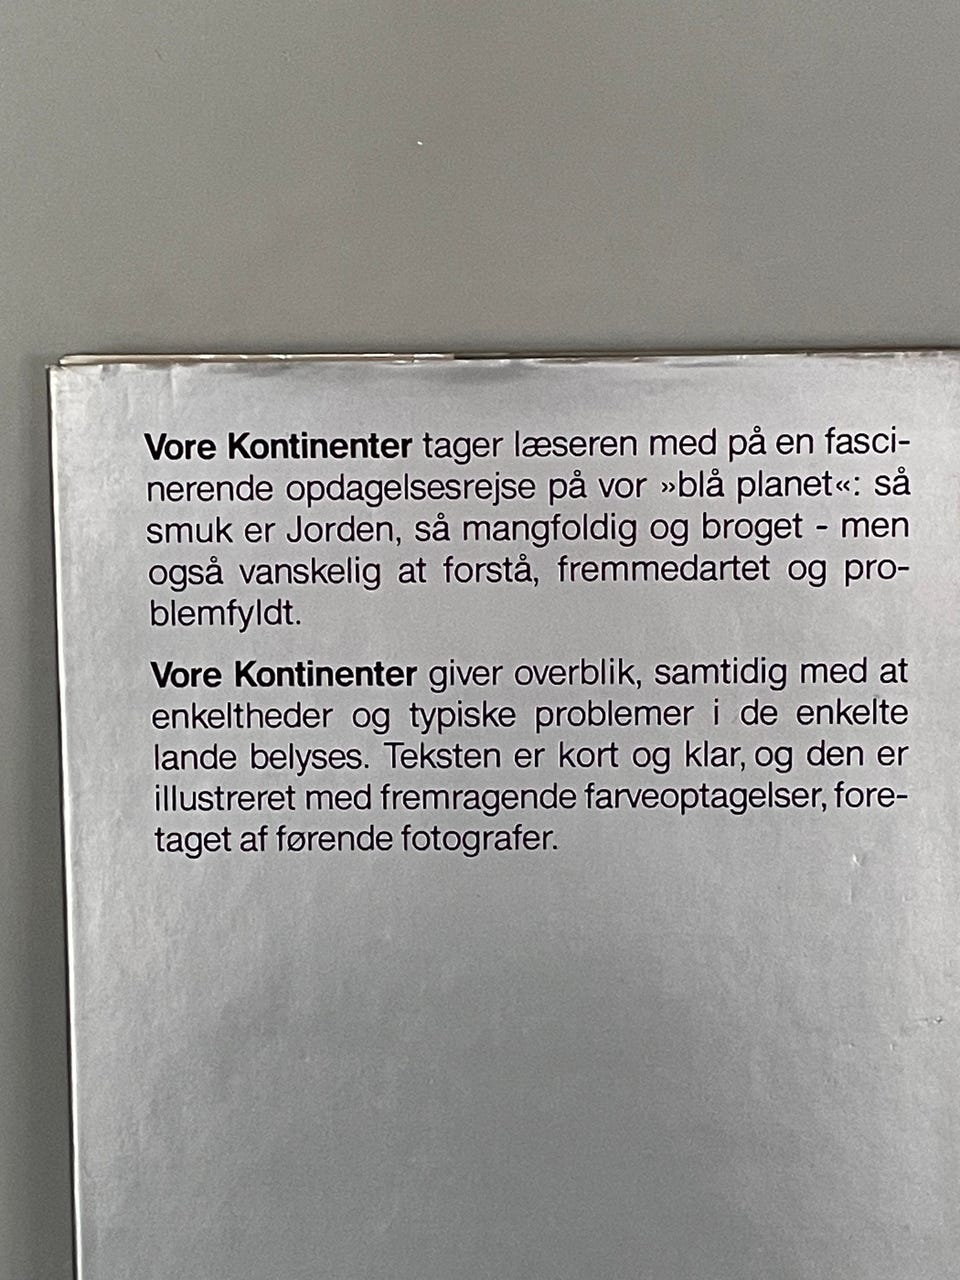 Vore Kontinenter tager læseren med på en fasci-
nerende opdagelsesrejse på vor »blå planet«: så
smuk er Jorden, så mangfoldig og broget - men
også vanskelig at forstå, fremmedartet og pro-
blemfyldt.
Vore Kontinenter giver overblik, samtidig med at
enkeltheder og typiske problemer i de enkelte
lande belyses. Teksten er kort og klar, og den er
illustreret med fremragende farveoptagelser, fore-
taget af førende fotografer.